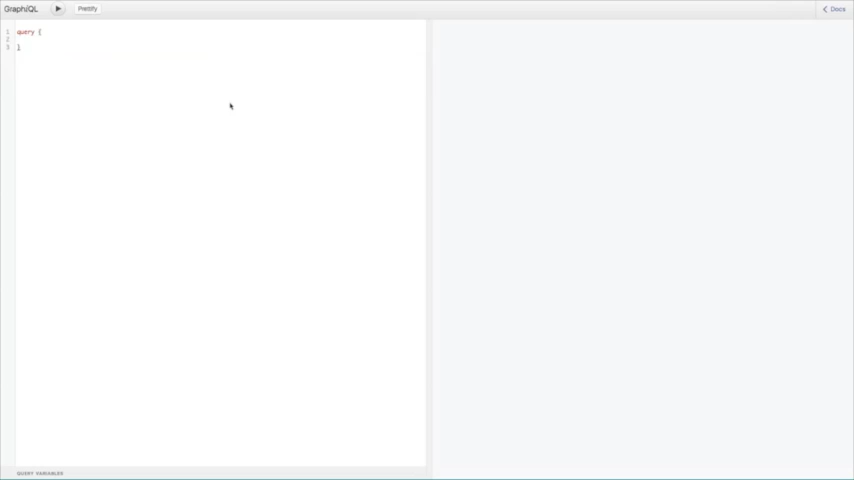 GraphiQL Prettify Docs
1 query {
2
3 }
QUERY VARIABLES